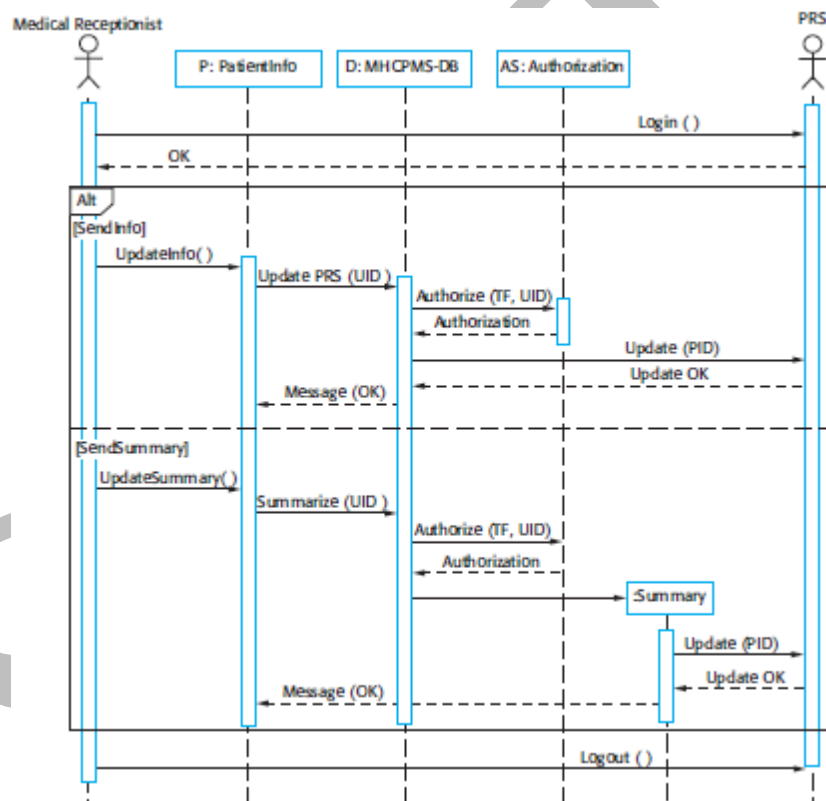 Medical Receptionist
PRS
P: PatientInfo
D: MHCPMS-DB
AS: Authorization
Login ( )
OK
Alt
[SendInfo]
UpdateInfo( )
Update PRS (UID )
Authorize (TF, UID)
Authorization
Update (PID)
Update OK
Message (OK)
[SendSummary]
UpdateSummary( )
Summarize (UID )
Authorize (TF, UID)
Authorization
:Summary
Update (PID)
Update OK
Message (OK)
Logout ( )